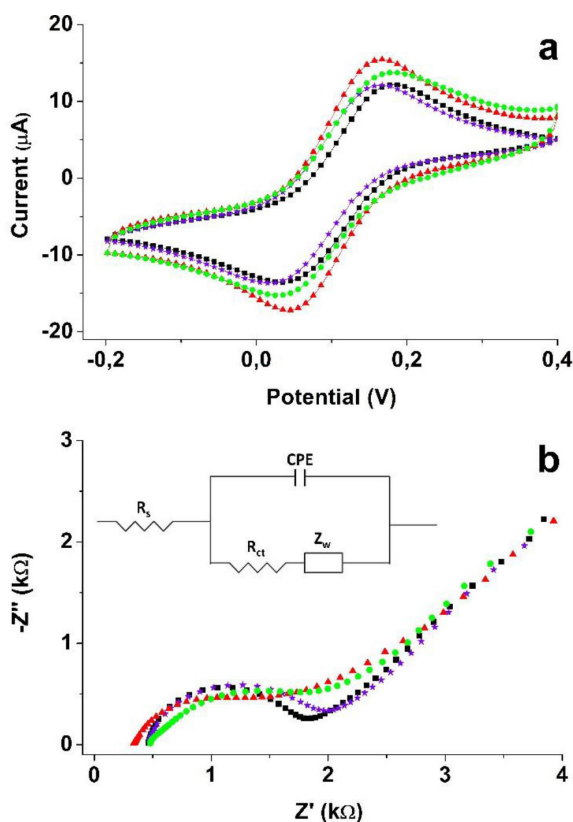 a
20
10
0
-10
-20
Current (μA)
-0,2
0,0
0,2
0,4
Potential (V)
b
3
2
1
0
-Z" (kΩ)
CPE
Rs
Rct
Zw
0
1
2
3
4
Z' (kΩ)